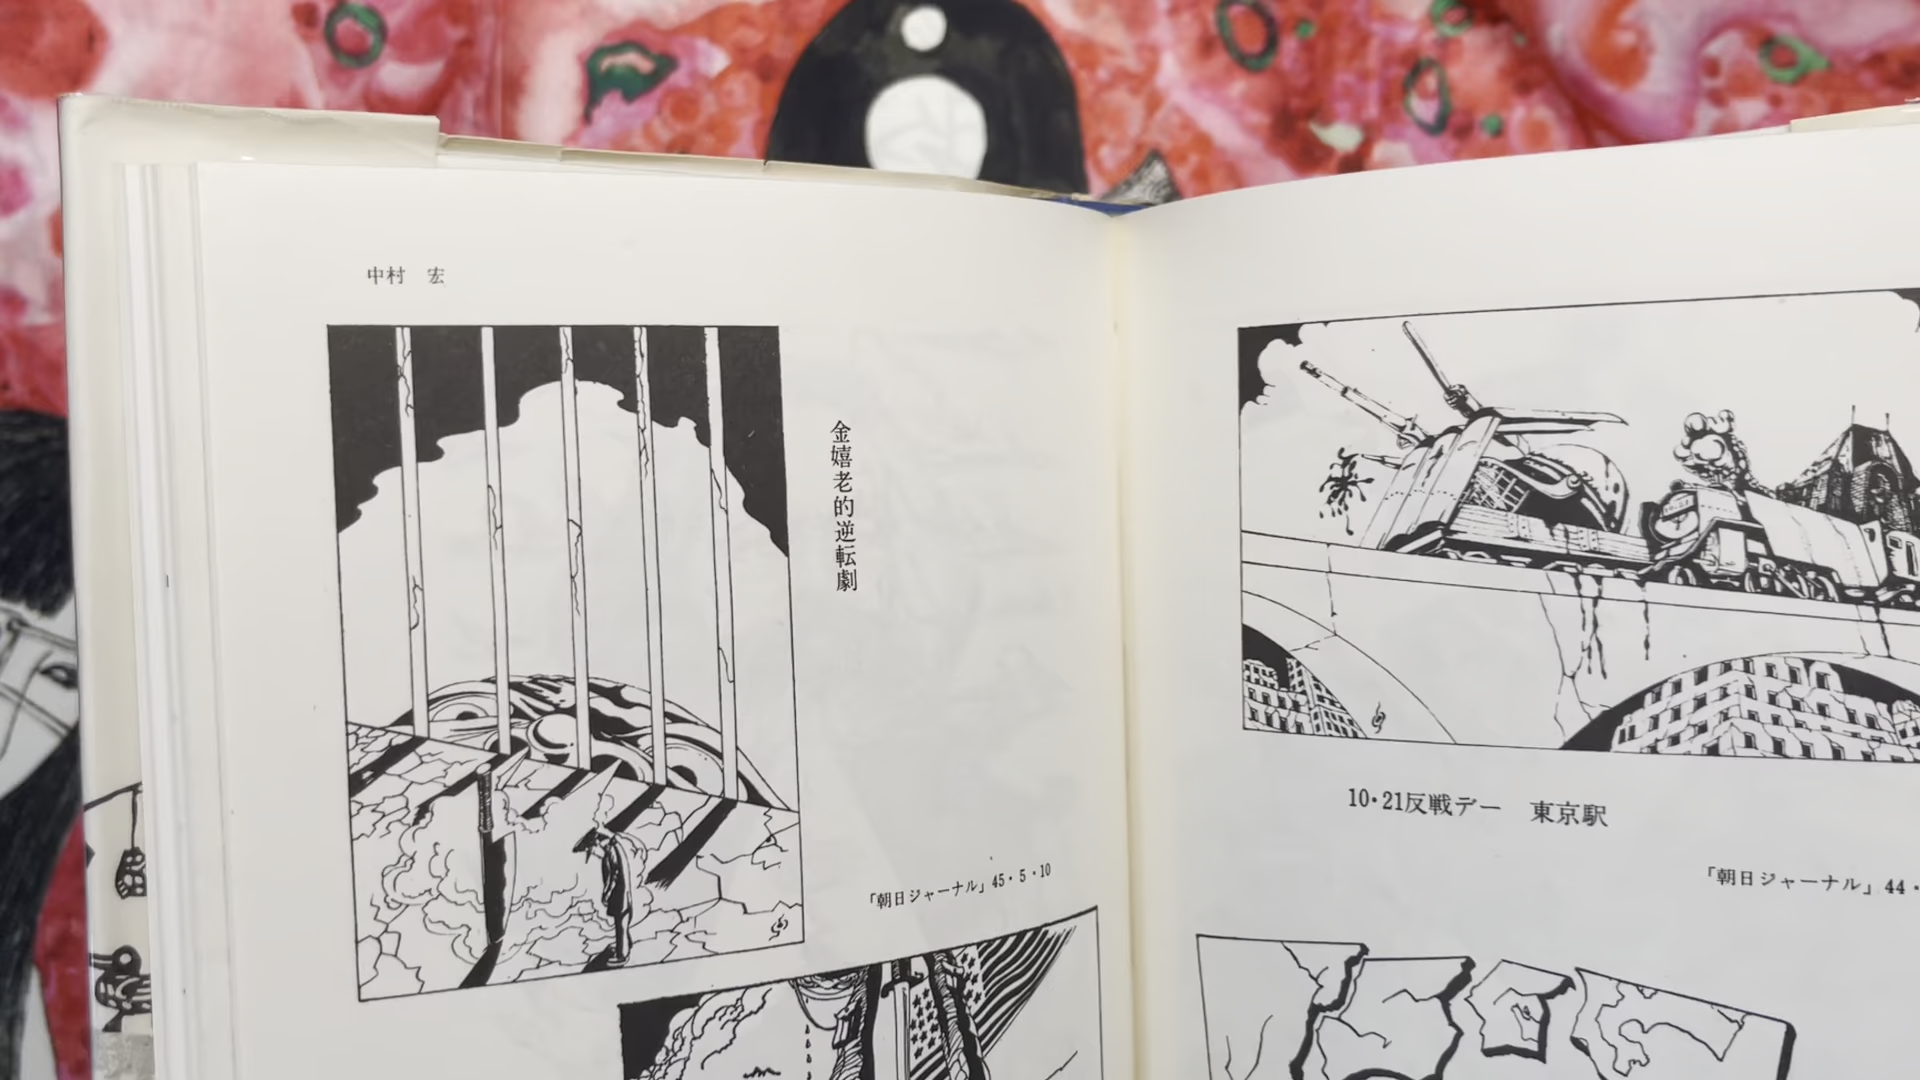 中村　宏
金嬉老的逆転劇
「朝日ジャーナル」45・5・10
10・21反戦デー　東京駅
「朝日ジャーナル」44・